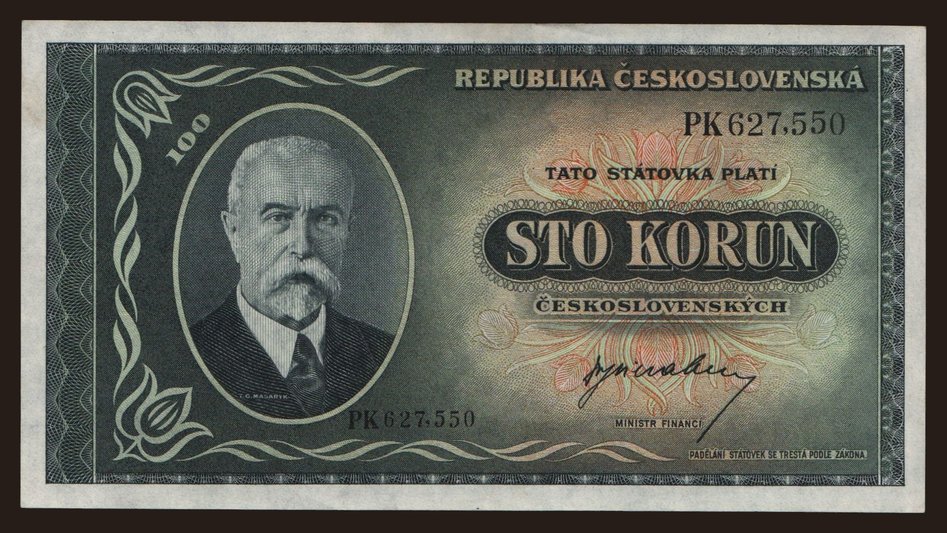 REPUBLIKA ČESKOSLOVENSKÁ
100
PK 627,550
TATO STÁTOVKA PLATÍ
STO KORUN
ČESKOSLOVENSKÝCH
T.G. MASARYK
PK 627,550
MINISTR FINANCÍ
PADĚLÁNÍ STÁTOVEK SE TRESTÁ PODLE ZÁKONA.